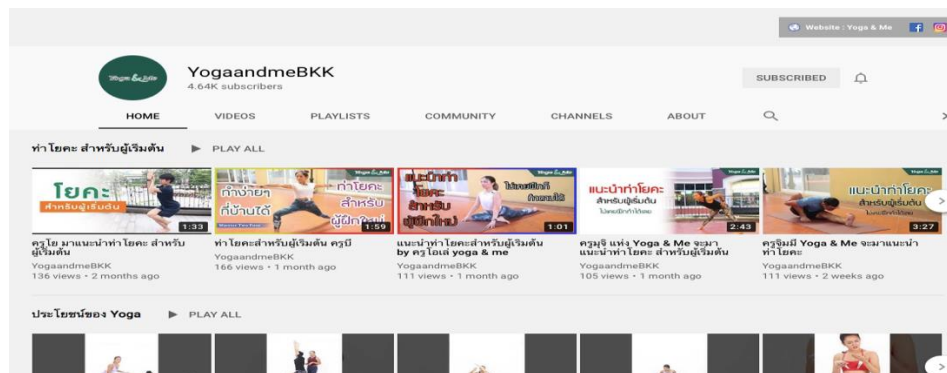 Website : Yoga & Me
Yoga & Me
YogaandmeBKK
4.64K subscribers
SUBSCRIBED
HOME VIDEOS PLAYLISTS COMMUNITY CHANNELS ABOUT
ท่าโยคะ สำหรับผู้เริ่มต้น ▶ PLAY ALL
โยคะ
สำหรับผู้เริ่มต้น
1:33
ทำง่ายๆ
ที่บ้านได้
ท่าโยคะ
สำหรับ
ผู้ฝึกใหม่
1:59
แนะนำท่า
โยคะ
สำหรับ
ผู้ฝึกใหม่
1:01
แนะนำท่าโยคะ
สำหรับผู้เริ่มต้น
2:43
แนะนำท่าโยคะ
สำหรับผู้เริ่มต้น
3:27
ครูโย มาแนะนำท่าโยคะ สำหรับ
ผู้เริ่มต้น
YogaandmeBKK
136 views • 2 months ago
ท่าโยคะสำหรับผู้เริ่มต้น ครูบี
YogaandmeBKK
166 views • 1 month ago
แนะนำท่าโยคะสำหรับผู้เริ่มต้น
by ครูโอเล่ yoga & me
YogaandmeBKK
111 views • 1 month ago
ครูมุจิ แห่ง Yoga & Me จะมา
แนะนำท่าโยคะ สำหรับผู้เริ่มต้น
YogaandmeBKK
105 views • 1 month ago
ครูจิมมี่ Yoga & Me จะมาแนะนำ
ท่าโยคะ
YogaandmeBKK
111 views • 2 weeks ago
ประโยชน์ของ Yoga ▶ PLAY ALL